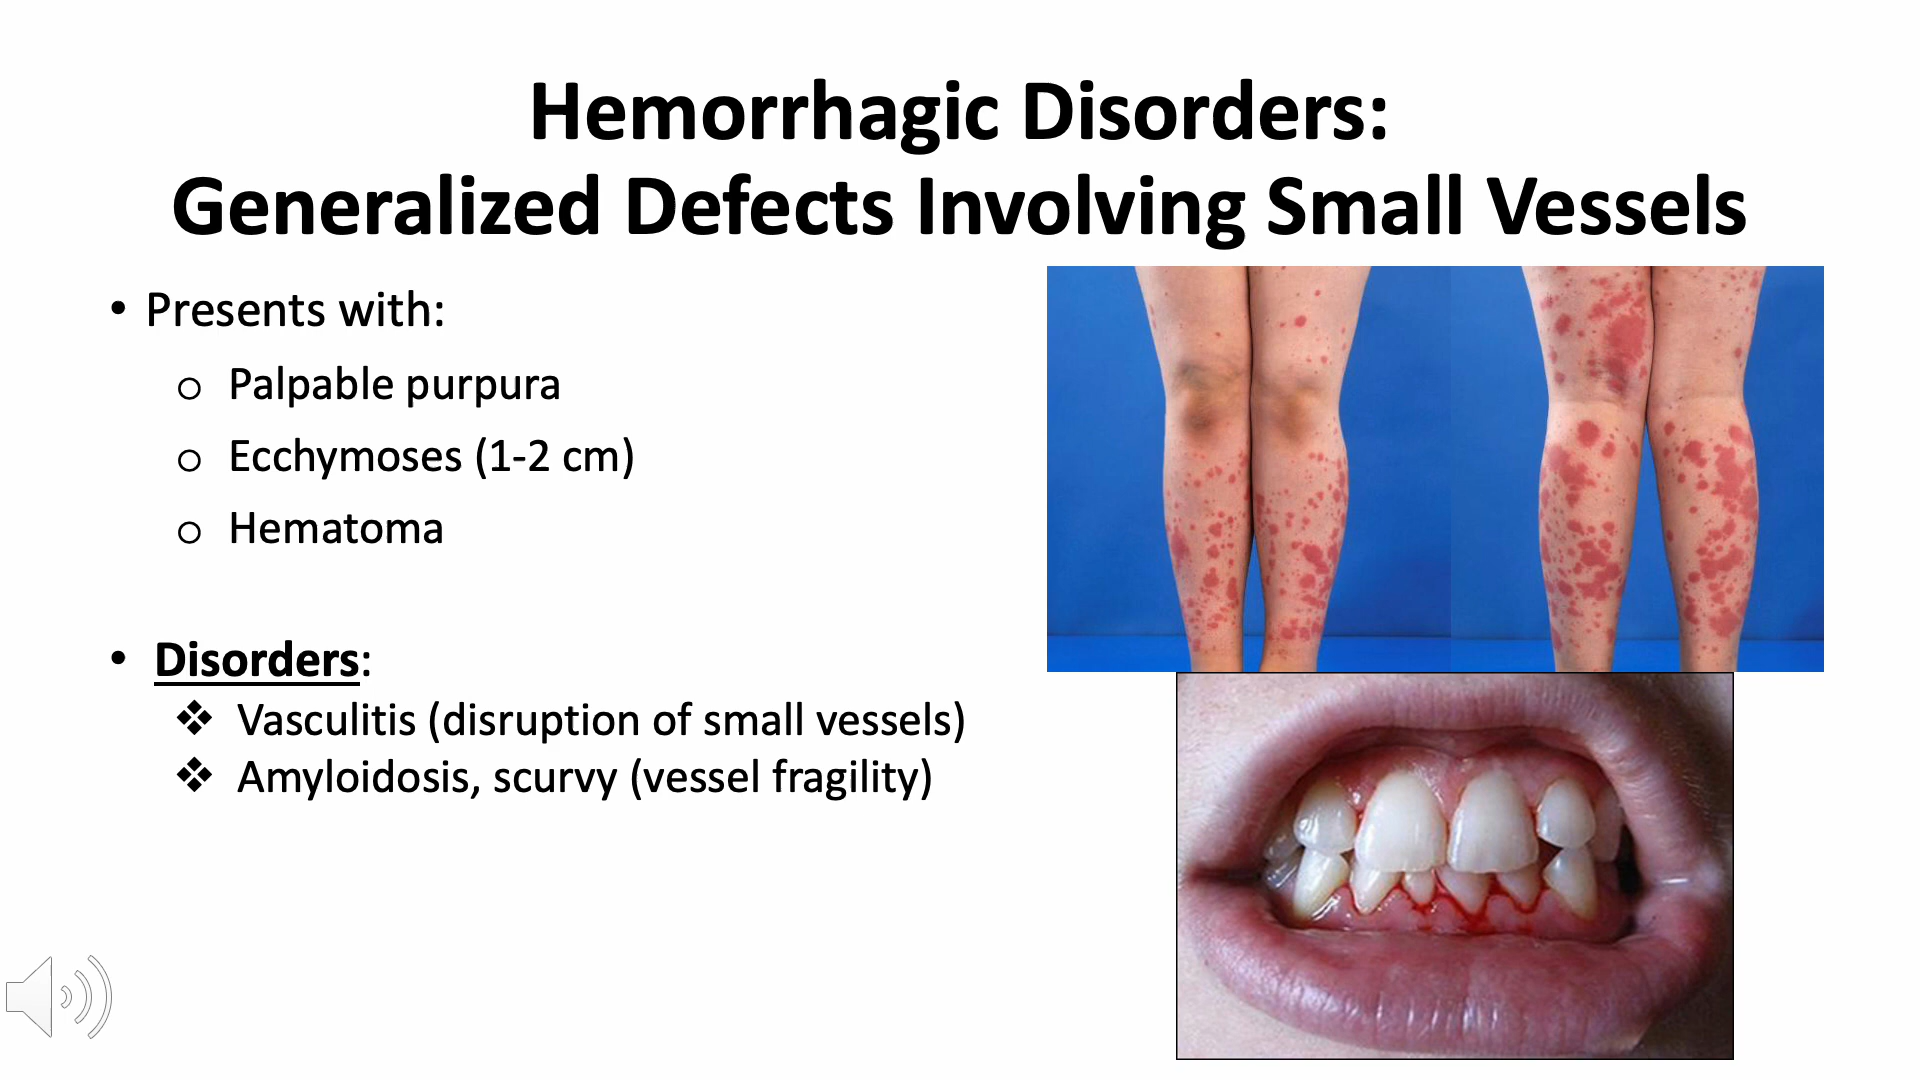 Hemorrhagic Disorders:
Generalized Defects Involving Small Vessels
• Presents with:
o Palpable purpura
o Ecchymoses (1-2 cm)
o Hematoma
• Disorders:
❖ Vasculitis (disruption of small vessels)
❖ Amyloidosis, scurvy (vessel fragility)